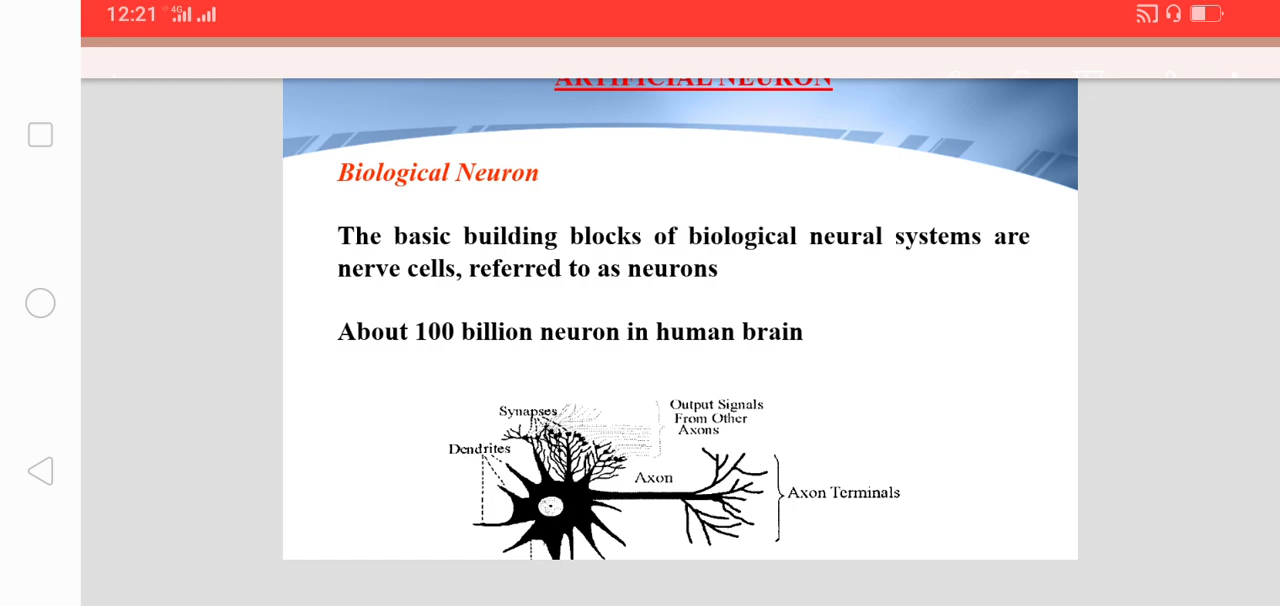 12:21 4G
ARTIFICIAL NEURON
Biological Neuron
The basic building blocks of biological neural systems are
nerve cells, referred to as neurons
About 100 billion neuron in human brain
Synapses
Output Signals
From Other
Axons
Dendrites
Axon
Axon Terminals